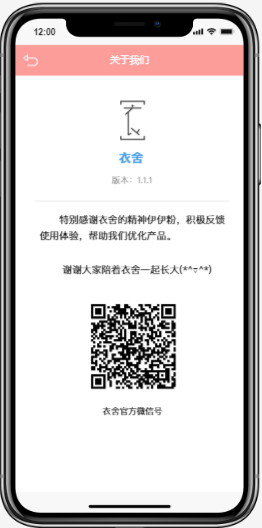 12:00
关于我们
衣舍
版本：1.1.1
特别感谢衣舍的精神伊伊粉，积极反馈
使用体验，帮助我们优化产品。
谢谢大家陪着衣舍一起长大(*^▽^*)
衣舍官方微信号